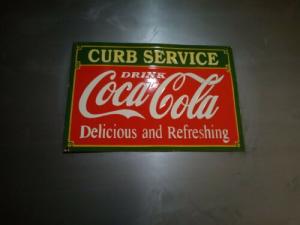 CURB SERVICE
DRINK
Coca-Cola
Delicious and Refreshing